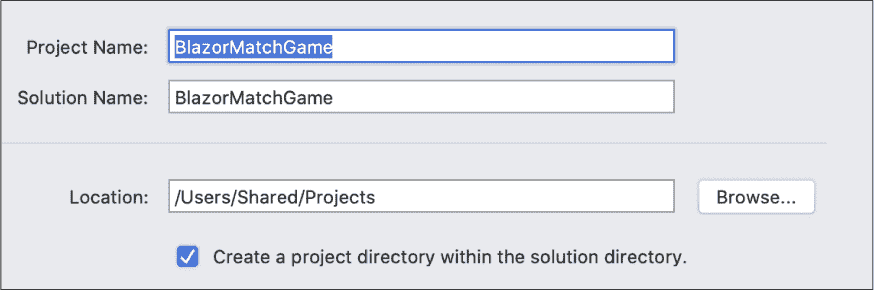 Project Name: BlazorMatchGame
Solution Name: BlazorMatchGame
Location: /Users/Shared/Projects Browse...
Create a project directory within the solution directory.